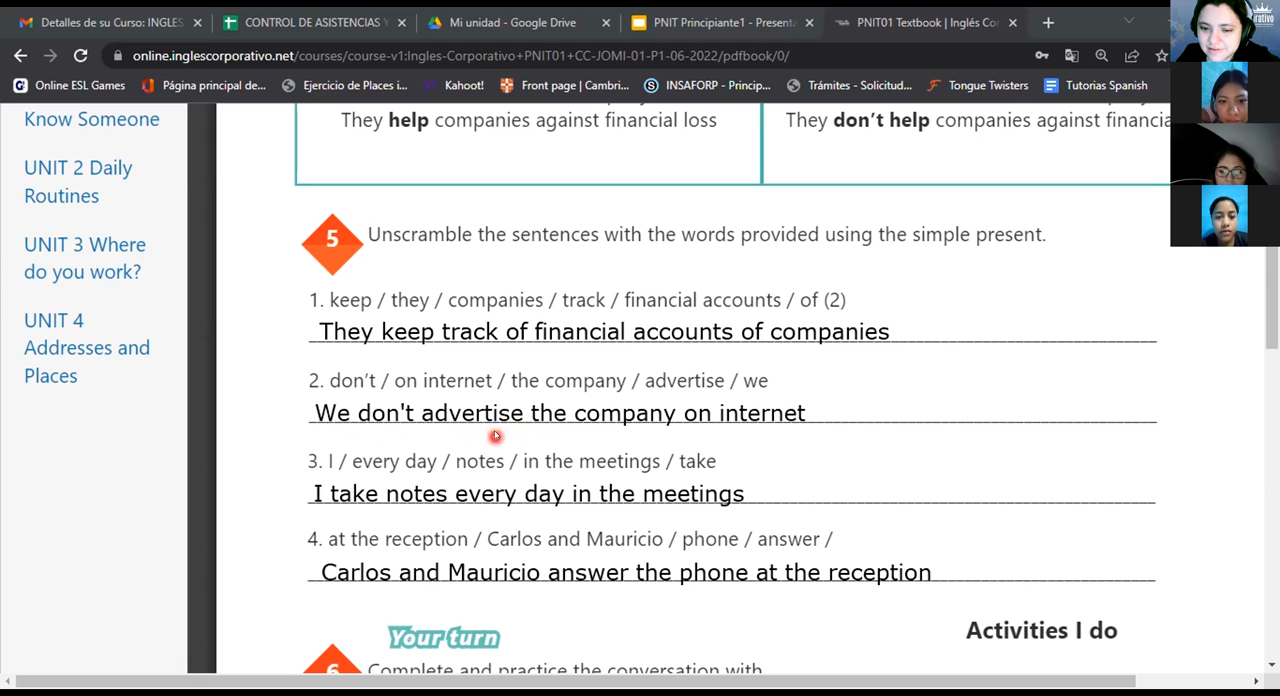 Detalles de su Curso: INGLES
CONTROL DE ASISTENCIAS Y
Mi unidad - Google Drive
PNIT Principiante1 - Presenta
PNIT01 Textbook | Inglés Cor
online.inglescorporativo.net/courses/course-v1:Ingles-Corporativo+PNIT01+CC-JOMI-01-P1-06-2022/pdfbook/0/
Online ESL Games
Página principal de...
Ejercicio de Places i...
Kahoot!
Front page | Cambri...
INSAFORP - Princip...
Trámites - Solicitud...
Tongue Twisters
Tutorias Spanish
Know Someone
UNIT 2 Daily
Routines
UNIT 3 Where
do you work?
UNIT 4
Addresses and
Places
They help companies against financial loss
They don't help companies against financia
5
Unscramble the sentences with the words provided using the simple present.
1. keep / they / companies / track / financial accounts / of (2)
They keep track of financial accounts of companies
2. don't / on internet / the company / advertise / we
We don't advertise the company on internet
3. I / every day / notes / in the meetings / take
I take notes every day in the meetings
4. at the reception / Carlos and Mauricio / phone / answer /
Carlos and Mauricio answer the phone at the reception
Your turn
Activities I do
6
Complete and practice the conversation with